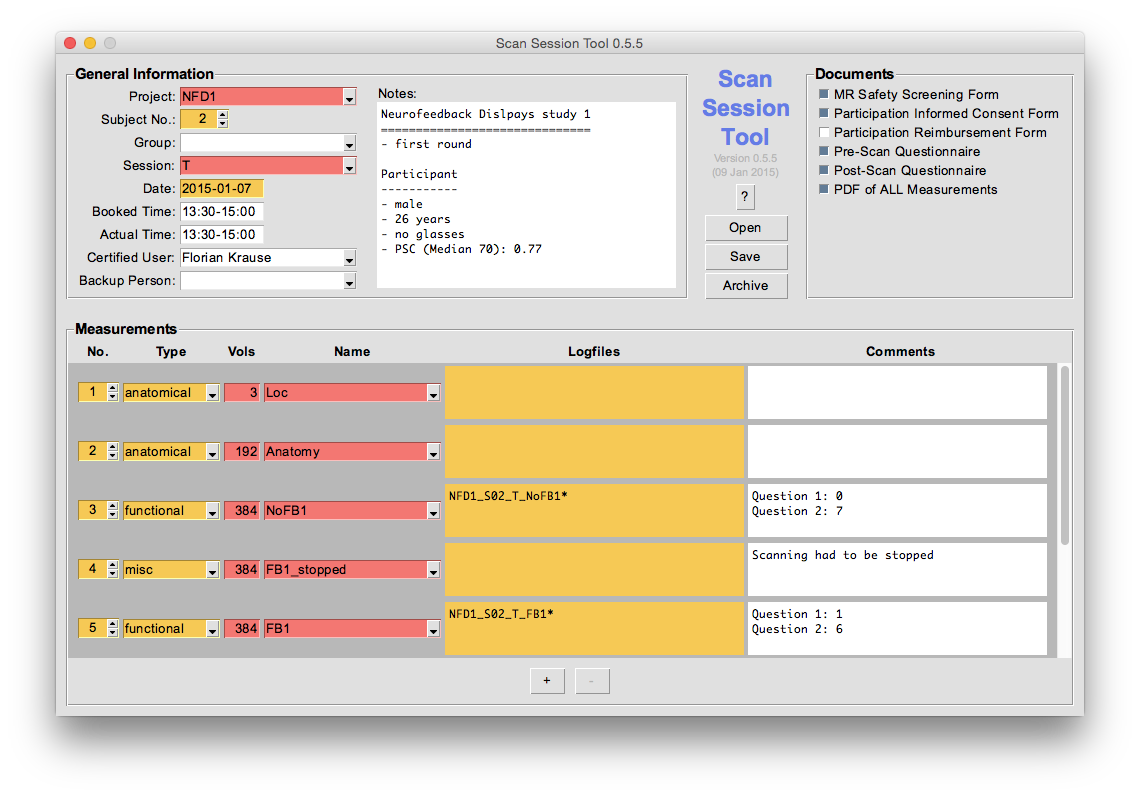 Scan Session Tool 0.5.5
General Information
Project: NFD1
Subject No.: 2
Group:
Session: T
Date: 2015-01-07
Booked Time: 13:30-15:00
Actual Time: 13:30-15:00
Certified User: Florian Krause
Backup Person:
Notes:
Neurofeedback Dislpays study 1
==============================
- first round
Participant
-----------
- male
- 26 years
- no glasses
- PSC (Median 70): 0.77
Scan
Session
Tool
Version 0.5.5
(09 Jan 2015)
?
Open
Save
Archive
Documents
MR Safety Screening Form
Participation Informed Consent Form
Participation Reimbursement Form
Pre-Scan Questionnaire
Post-Scan Questionnaire
PDF of ALL Measurements
Measurements
No. Type Vols Name Logfiles Comments
1 anatomical 3 Loc
2 anatomical 192 Anatomy
3 functional 384 NoFB1 NFD1_S02_T_NoFB1* Question 1: 0
Question 2: 7
4 misc 384 FB1_stopped Scanning had to be stopped
5 functional 384 FB1 NFD1_S02_T_FB1* Question 1: 1
Question 2: 6
+ -